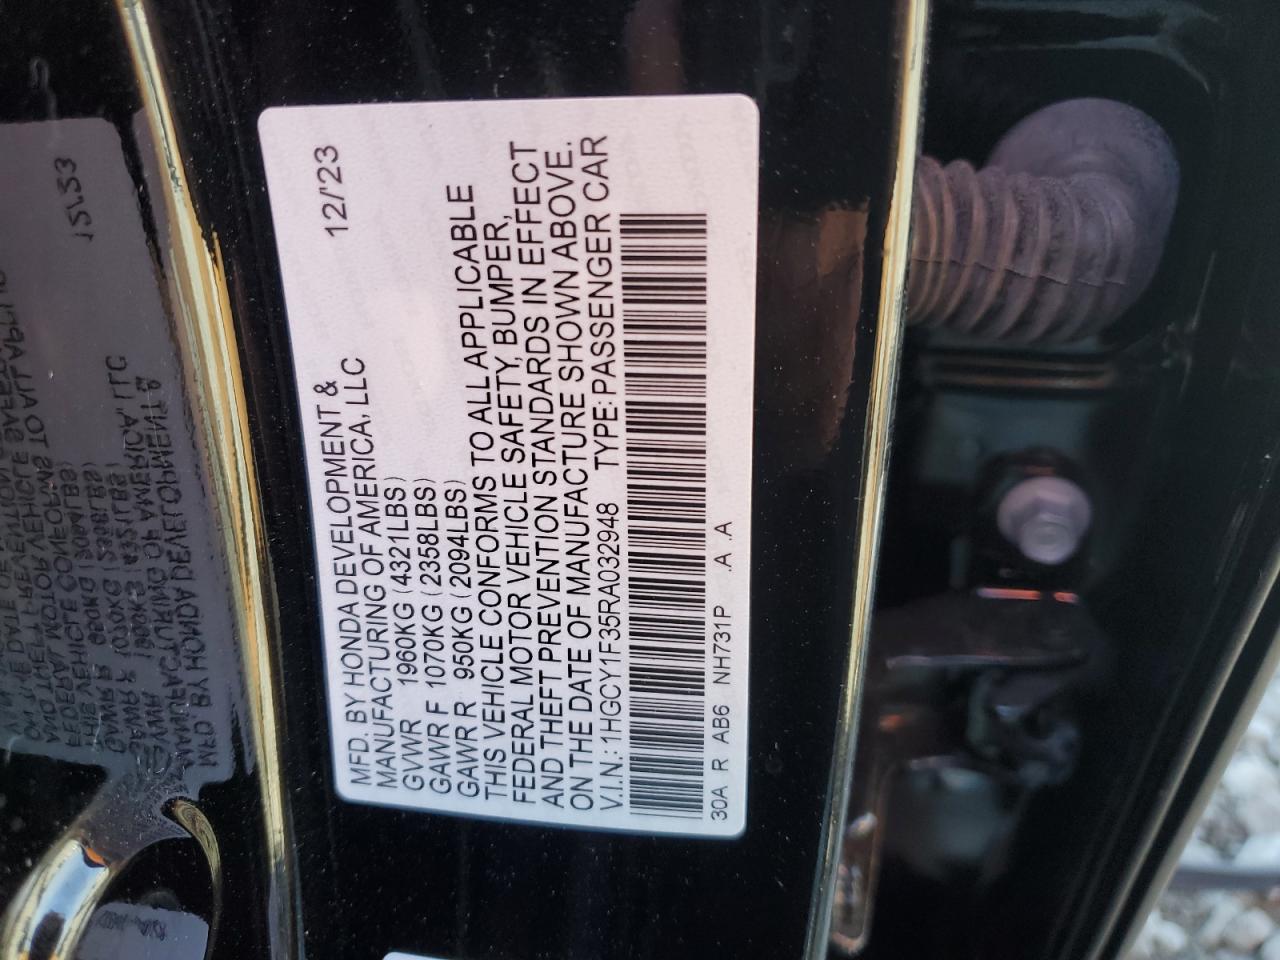 MFD. BY HONDA DEVELOPMENT &
MANUFACTURING OF AMERICA, LLC 12/'23
GVWR 1960KG (4321LBS)
GAWR F 1070KG (2358LBS)
GAWR R 950KG (2094LBS)
THIS VEHICLE CONFORMS TO ALL APPLICABLE
FEDERAL MOTOR VEHICLE SAFETY, BUMPER,
AND THEFT PREVENTION STANDARDS IN EFFECT
ON THE DATE OF MANUFACTURE SHOWN ABOVE.
V.I.N.: 1HGCY1F35RA032948 TYPE: PASSENGER CAR
30A R AB6 NH731P .A .A